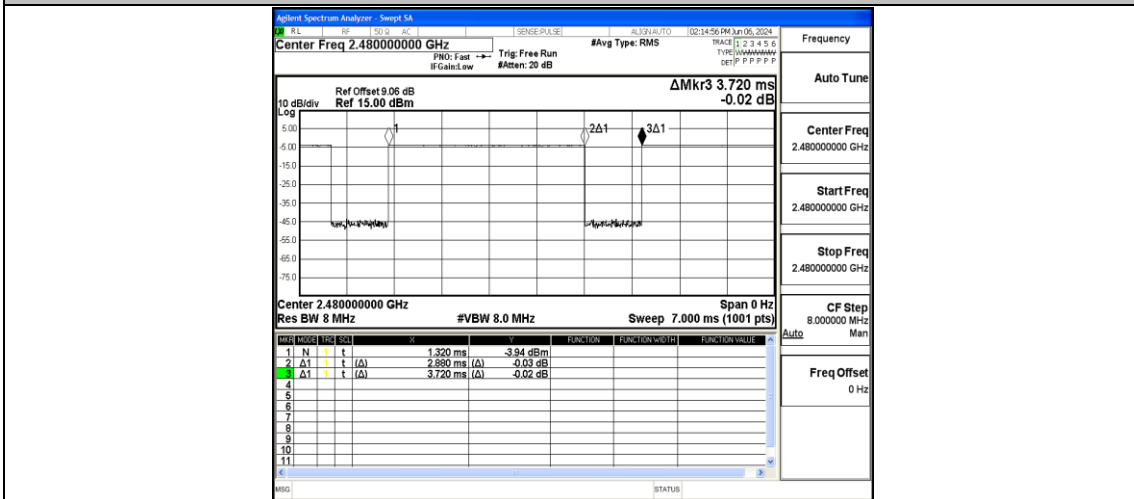 Agilent Spectrum Analyzer - Swept SA
RL RF 50 Ω AC SENSE:PULSE ALIGNAUTO 02:14:56 PM Jun 06, 2024
Center Freq 2.480000000 GHz #Avg Type: RMS TRACE 1 2 3 4 5 6
PNO: Fast Trig: Free Run TYPE
IFGain:Low #Atten: 20 dB DET P P P P P P
Frequency
Auto Tune
ΔMkr3 3.720 ms
-0.02 dB
Ref Offset 9.06 dB
10 dB/div Ref 15.00 dBm
Log
5.00
-5.00
-15.0
-25.0
-35.0
-45.0
-55.0
-65.0
-75.0
1
2Δ1
3Δ1
Center Freq
2.480000000 GHz
Start Freq
2.480000000 GHz
Stop Freq
2.480000000 GHz
Center 2.480000000 GHz Span 0 Hz
Res BW 8 MHz #VBW 8.0 MHz Sweep 7.000 ms (1001 pts)
CF Step
8.000000 MHz
Auto Man
MKR MODE TRC SCL X Y FUNCTION FUNCTION WIDTH FUNCTION VALUE
1 N 1 t 1.320 ms -3.94 dBm
2 Δ1 1 t (Δ) 2.880 ms (Δ) -0.03 dB
3 Δ1 1 t (Δ) 3.720 ms (Δ) -0.02 dB
4
5
6
7
8
9
10
11
Freq Offset
0 Hz
MSG STATUS